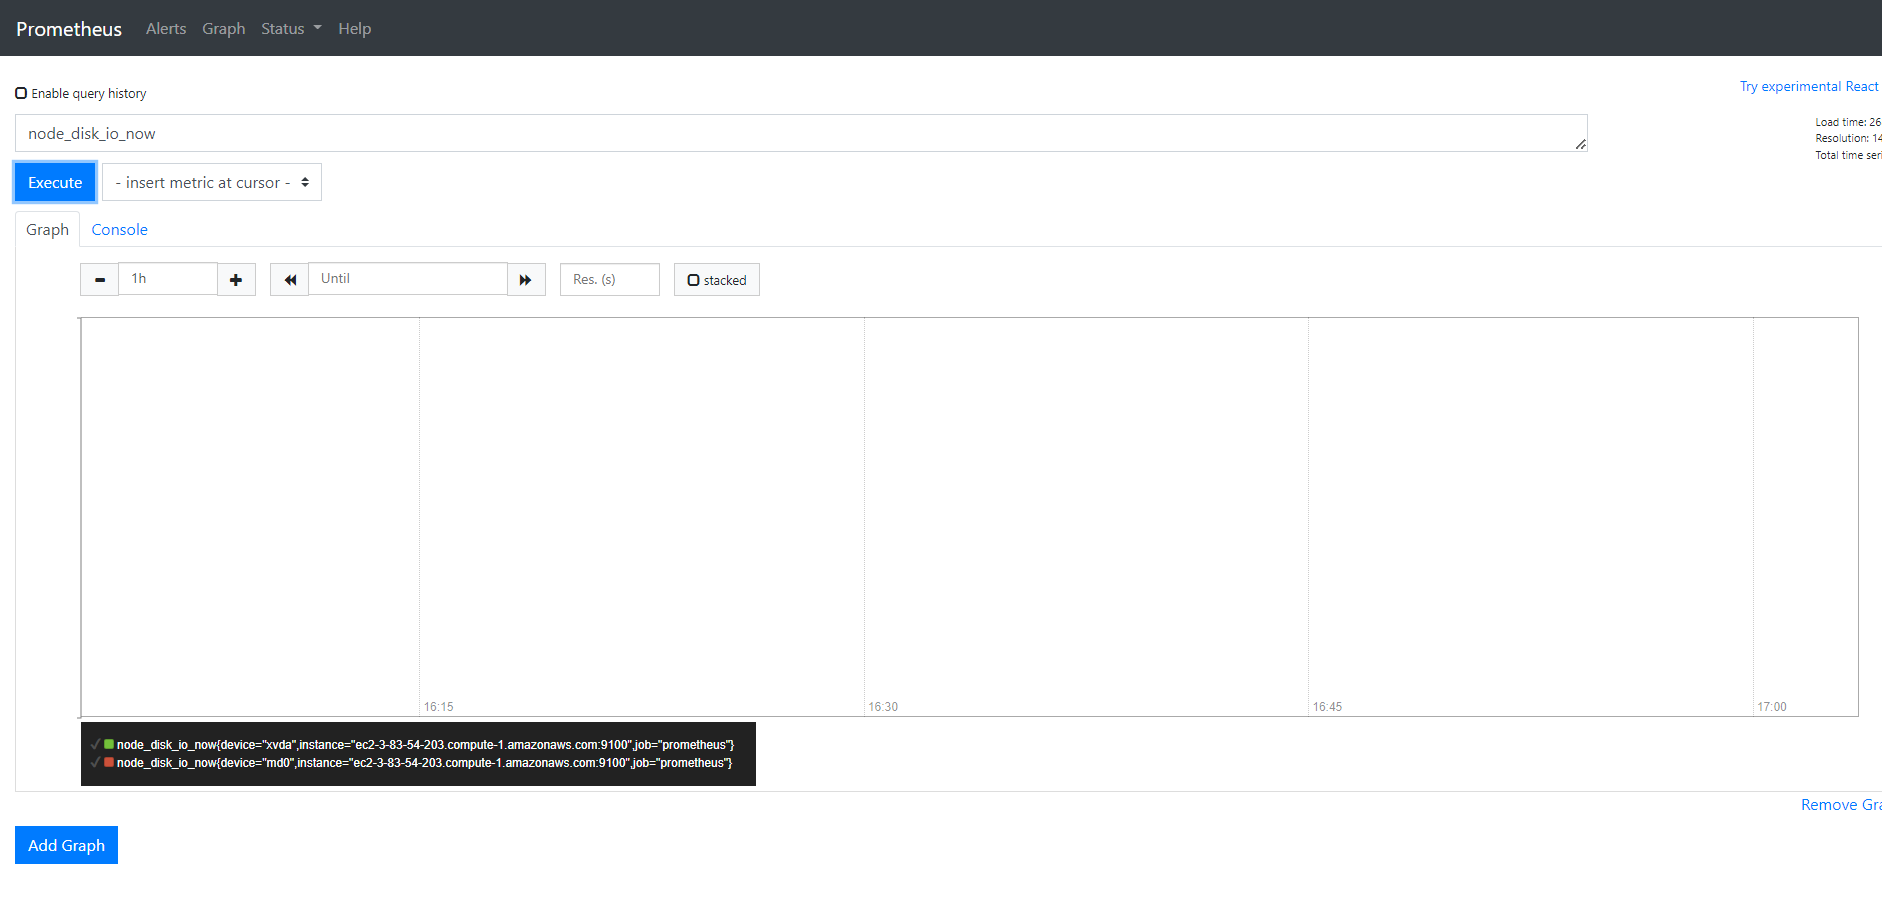 Prometheus Alerts Graph Status Help
Enable query history
Try experimental React
node_disk_io_now
Load time: 26
Resolution: 14
Total time seri
Execute
- insert metric at cursor -
Graph Console
1h
Until
Res. (s)
stacked
16:15 16:30 16:45 17:00
node_disk_io_now{device="xvda",instance="ec2-3-83-54-203.compute-1.amazonaws.com:9100",job="prometheus"}
node_disk_io_now{device="md0",instance="ec2-3-83-54-203.compute-1.amazonaws.com:9100",job="prometheus"}
Remove Gra
Add Graph